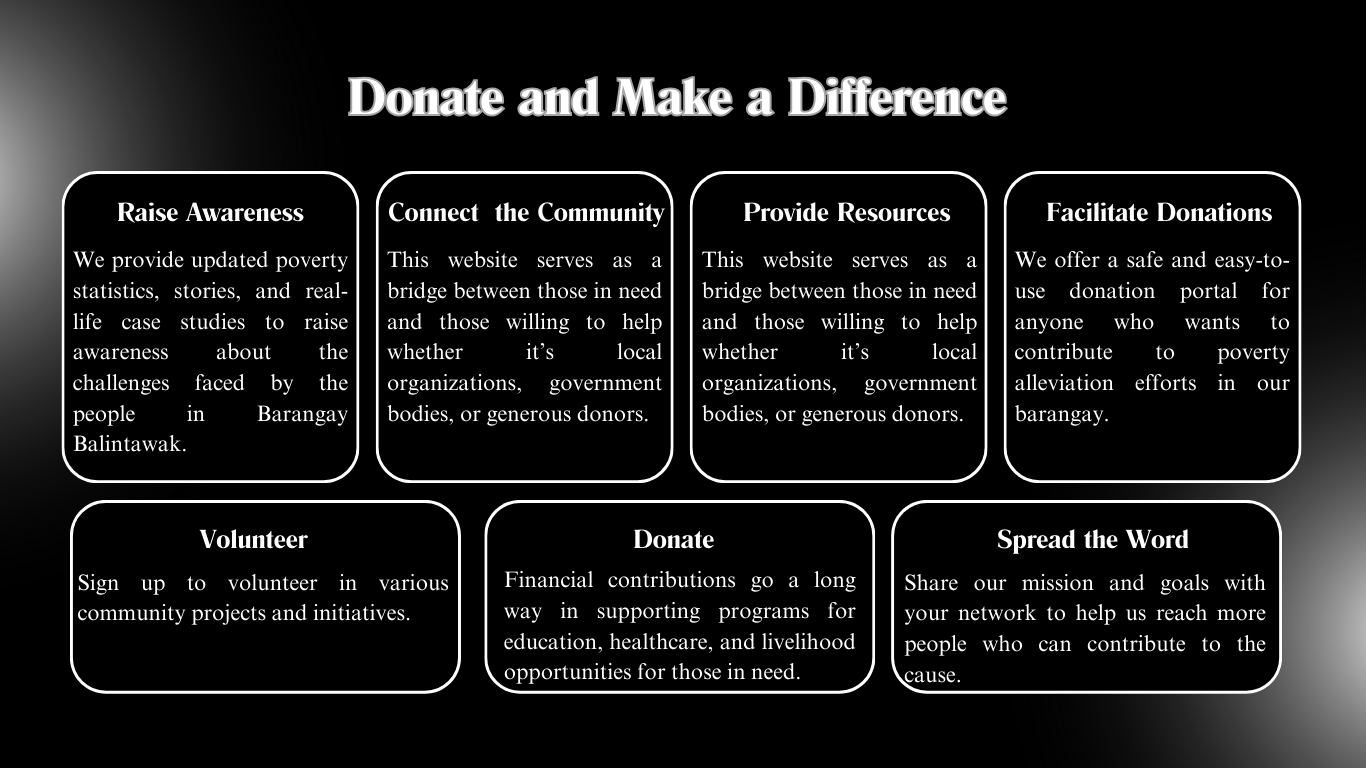 Donate and Make a Difference
Raise Awareness
We provide updated poverty
statistics, stories, and real-
life case studies to raise
awareness about the
challenges faced by the
people in Barangay
Balintawak.
Connect the Community
This website serves as a
bridge between those in need
and those willing to help
whether it’s local
organizations, government
bodies, or generous donors.
Provide Resources
This website serves as a
bridge between those in need
and those willing to help
whether it’s local
organizations, government
bodies, or generous donors.
Facilitate Donations
We offer a safe and easy-to-
use donation portal for
anyone who wants to
contribute to poverty
alleviation efforts in our
barangay.
Volunteer
Sign up to volunteer in various
community projects and initiatives.
Donate
Financial contributions go a long
way in supporting programs for
education, healthcare, and livelihood
opportunities for those in need.
Spread the Word
Share our mission and goals with
your network to help us reach more
people who can contribute to the
cause.